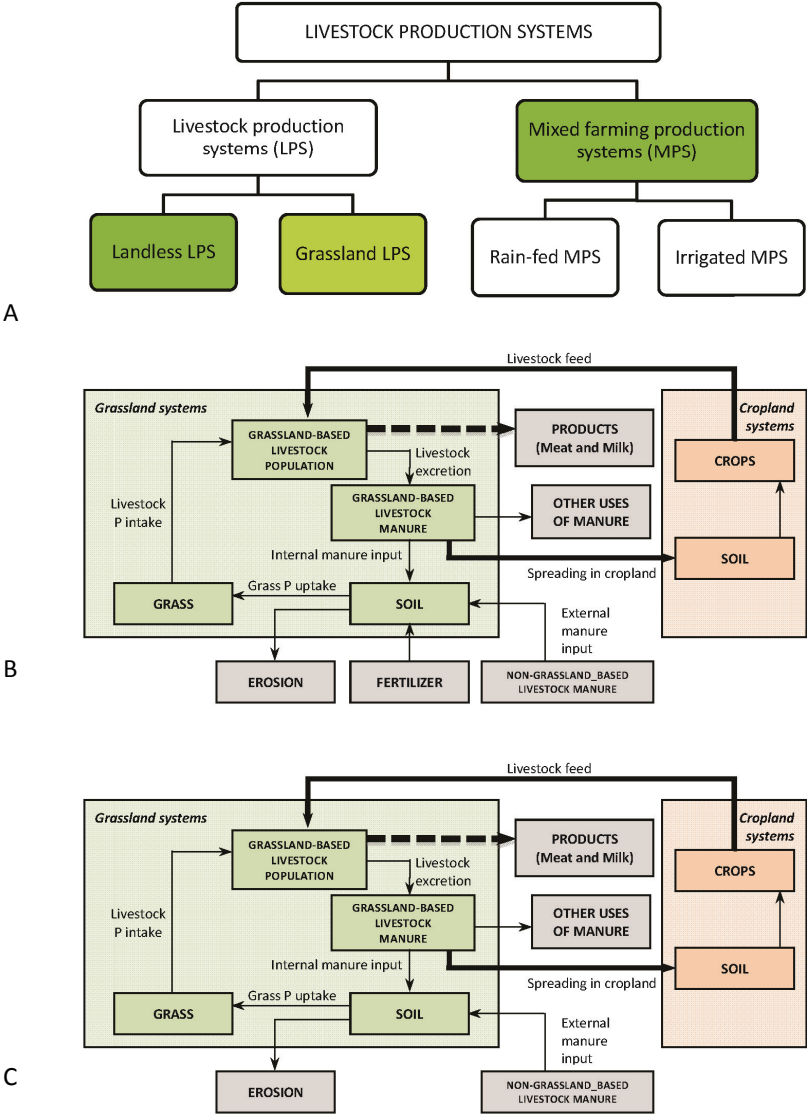 LIVESTOCK PRODUCTION SYSTEMS
Livestock production
systems (LPS)
Mixed farming production
systems (MPS)
Landless LPS
Grassland LPS
Rain-fed MPS
Irrigated MPS
A
Livestock feed
Grassland systems
Cropland
systems
GRASSLAND-BASED
LIVESTOCK
POPULATION
PRODUCTS
(Meat and Milk)
CROPS
Livestock
excretion
Livestock
P intake
GRASSLAND-BASED
LIVESTOCK
MANURE
OTHER USES
OF MANURE
Internal manure input
SOIL
Spreading in cropland
Grass P uptake
GRASS
SOIL
External
manure
input
EROSION
FERTILIZER
NON-GRASSLAND_BASED
LIVESTOCK MANURE
B
Livestock feed
Grassland systems
Cropland
systems
GRASSLAND-BASED
LIVESTOCK
POPULATION
PRODUCTS
(Meat and Milk)
CROPS
Livestock
excretion
Livestock
P intake
GRASSLAND-BASED
LIVESTOCK
MANURE
OTHER USES
OF MANURE
Internal manure input
SOIL
Spreading in cropland
Grass P uptake
GRASS
SOIL
External
manure
input
EROSION
NON-GRASSLAND_BASED
LIVESTOCK MANURE
C